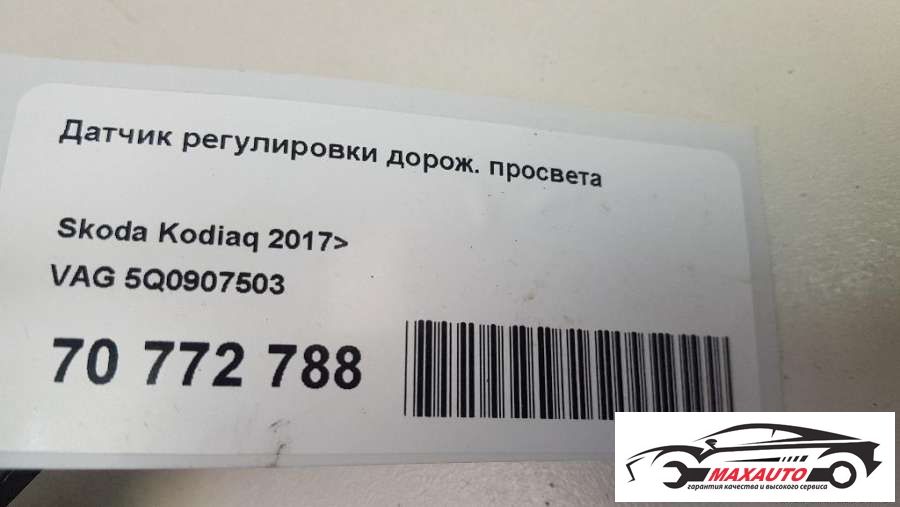 Датчик регулировки дорож. просвета
Skoda Kodiaq 2017>
VAG 5Q0907503
70 772 788
MAXAUTO
гарантия качества и высокого сервиса